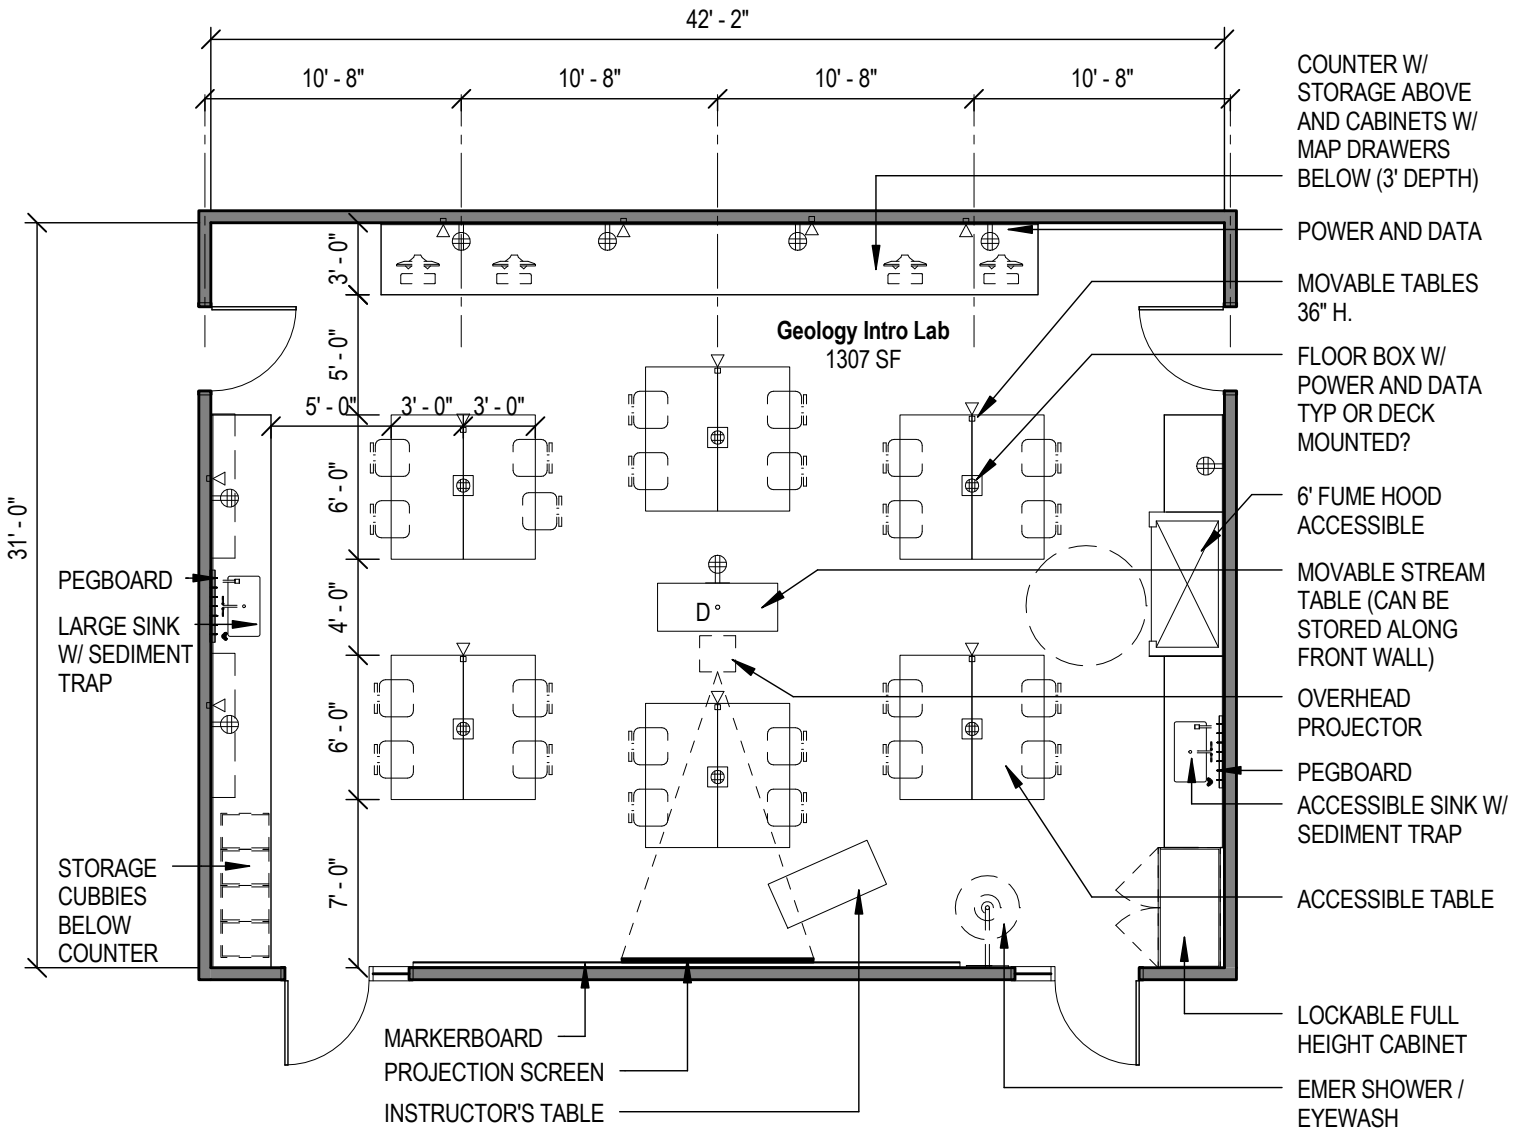 42' - 2"
10' - 8"
10' - 8"
10' - 8"
10' - 8"
COUNTER W/
STORAGE ABOVE
AND CABINETS W/
MAP DRAWERS
BELOW (3' DEPTH)
POWER AND DATA
MOVABLE TABLES
36" H.
FLOOR BOX W/
POWER AND DATA
TYP OR DECK
MOUNTED?
6' FUME HOOD
ACCESSIBLE
MOVABLE STREAM
TABLE (CAN BE
STORED ALONG
FRONT WALL)
OVERHEAD
PROJECTOR
PEGBOARD
ACCESSIBLE SINK W/
SEDIMENT TRAP
ACCESSIBLE TABLE
LOCKABLE FULL
HEIGHT CABINET
EMER SHOWER /
EYEWASH
Geology Intro Lab
1307 SF
3' - 0"
5' - 0"
5' - 0"
3' - 0"
3' - 0"
6' - 0"
4' - 0"
6' - 0"
7' - 0"
31' - 0"
D
PEGBOARD
LARGE SINK
W/ SEDIMENT
TRAP
STORAGE
CUBBIES
BELOW
COUNTER
MARKERBOARD
PROJECTION SCREEN
INSTRUCTOR'S TABLE